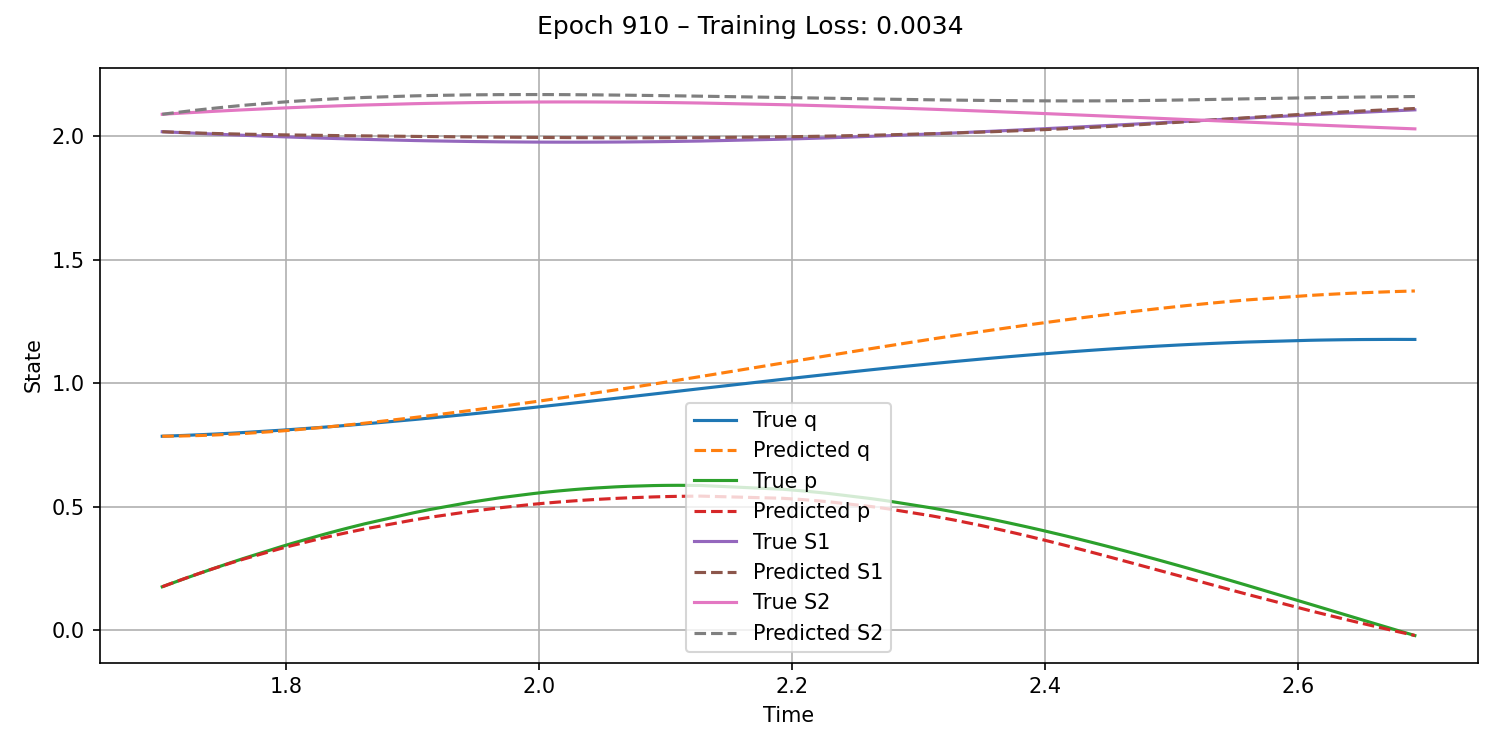 Epoch 910 – Training Loss: 0.0034
State
2.0
1.5
1.0
0.5
0.0
True q
Predicted q
True p
Predicted p
True S1
Predicted S1
True S2
Predicted S2
1.8
2.0
2.2
2.4
2.6
Time